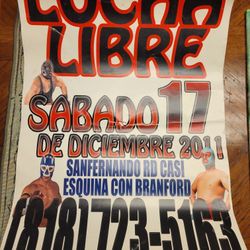 LUCHA
LIBRE
SABADO 17
DE DICIEMBRE 2011
SANFERNANDO RD CASI
ESQUINA CON BRANFORD
(818) 723-5163